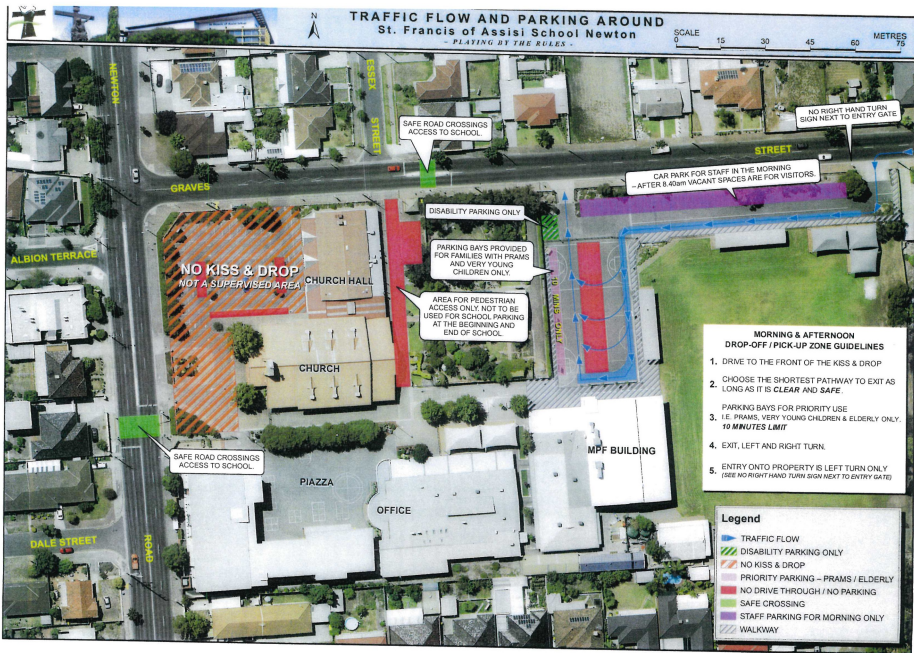 TRAFFIC FLOW AND PARKING AROUND
St. Francis of Assisi School Newton
- PLAYING BY THE RULES -
N
SCALE
METRES
0 15 30 45 60 75
NEWTON
ESSEX
STREET
SAFE ROAD CROSSINGS
ACCESS TO SCHOOL.
NO RIGHT HAND TURN
SIGN NEXT TO ENTRY GATE
STREET
GRAVES
CAR PARK FOR STAFF IN THE MORNING
– AFTER 8.40am VACANT SPACES ARE FOR VISITORS.
DISABILITY PARKING ONLY
ALBION TERRACE
NO KISS & DROP
NOT A SUPERVISED AREA
CHURCH HALL
PARKING BAYS PROVIDED
FOR FAMILIES WITH PRAMS
AND VERY YOUNG
CHILDREN ONLY.
AREA FOR PEDESTRIAN
ACCESS ONLY. NOT TO BE
USED FOR SCHOOL PARKING
AT THE BEGINNING AND
END OF SCHOOL
CHURCH
MORNING & AFTERNOON
DROP-OFF / PICK-UP ZONE GUIDELINES
1. DRIVE TO THE FRONT OF THE KISS & DROP
2. CHOOSE THE SHORTEST PATHWAY TO EXIT AS
LONG AS IT IS CLEAR AND SAFE.
3. PARKING BAYS FOR PRIORITY USE
I.E. PRAMS, VERY YOUNG CHILDREN & ELDERLY ONLY.
10 MINUTES LIMIT
4. EXIT, LEFT AND RIGHT TURN.
5. ENTRY ONTO PROPERTY IS LEFT TURN ONLY
(SEE NO RIGHT HAND TURN SIGN NEXT TO ENTRY GATE)
SAFE ROAD CROSSINGS
ACCESS TO SCHOOL.
PIAZZA
OFFICE
MPF BUILDING
DALE STREET
ROAD
Legend
TRAFFIC FLOW
DISABILITY PARKING ONLY
NO KISS & DROP
PRIORITY PARKING – PRAMS / ELDERLY
NO DRIVE THROUGH / NO PARKING
SAFE CROSSING
STAFF PARKING FOR MORNING ONLY
WALKWAY